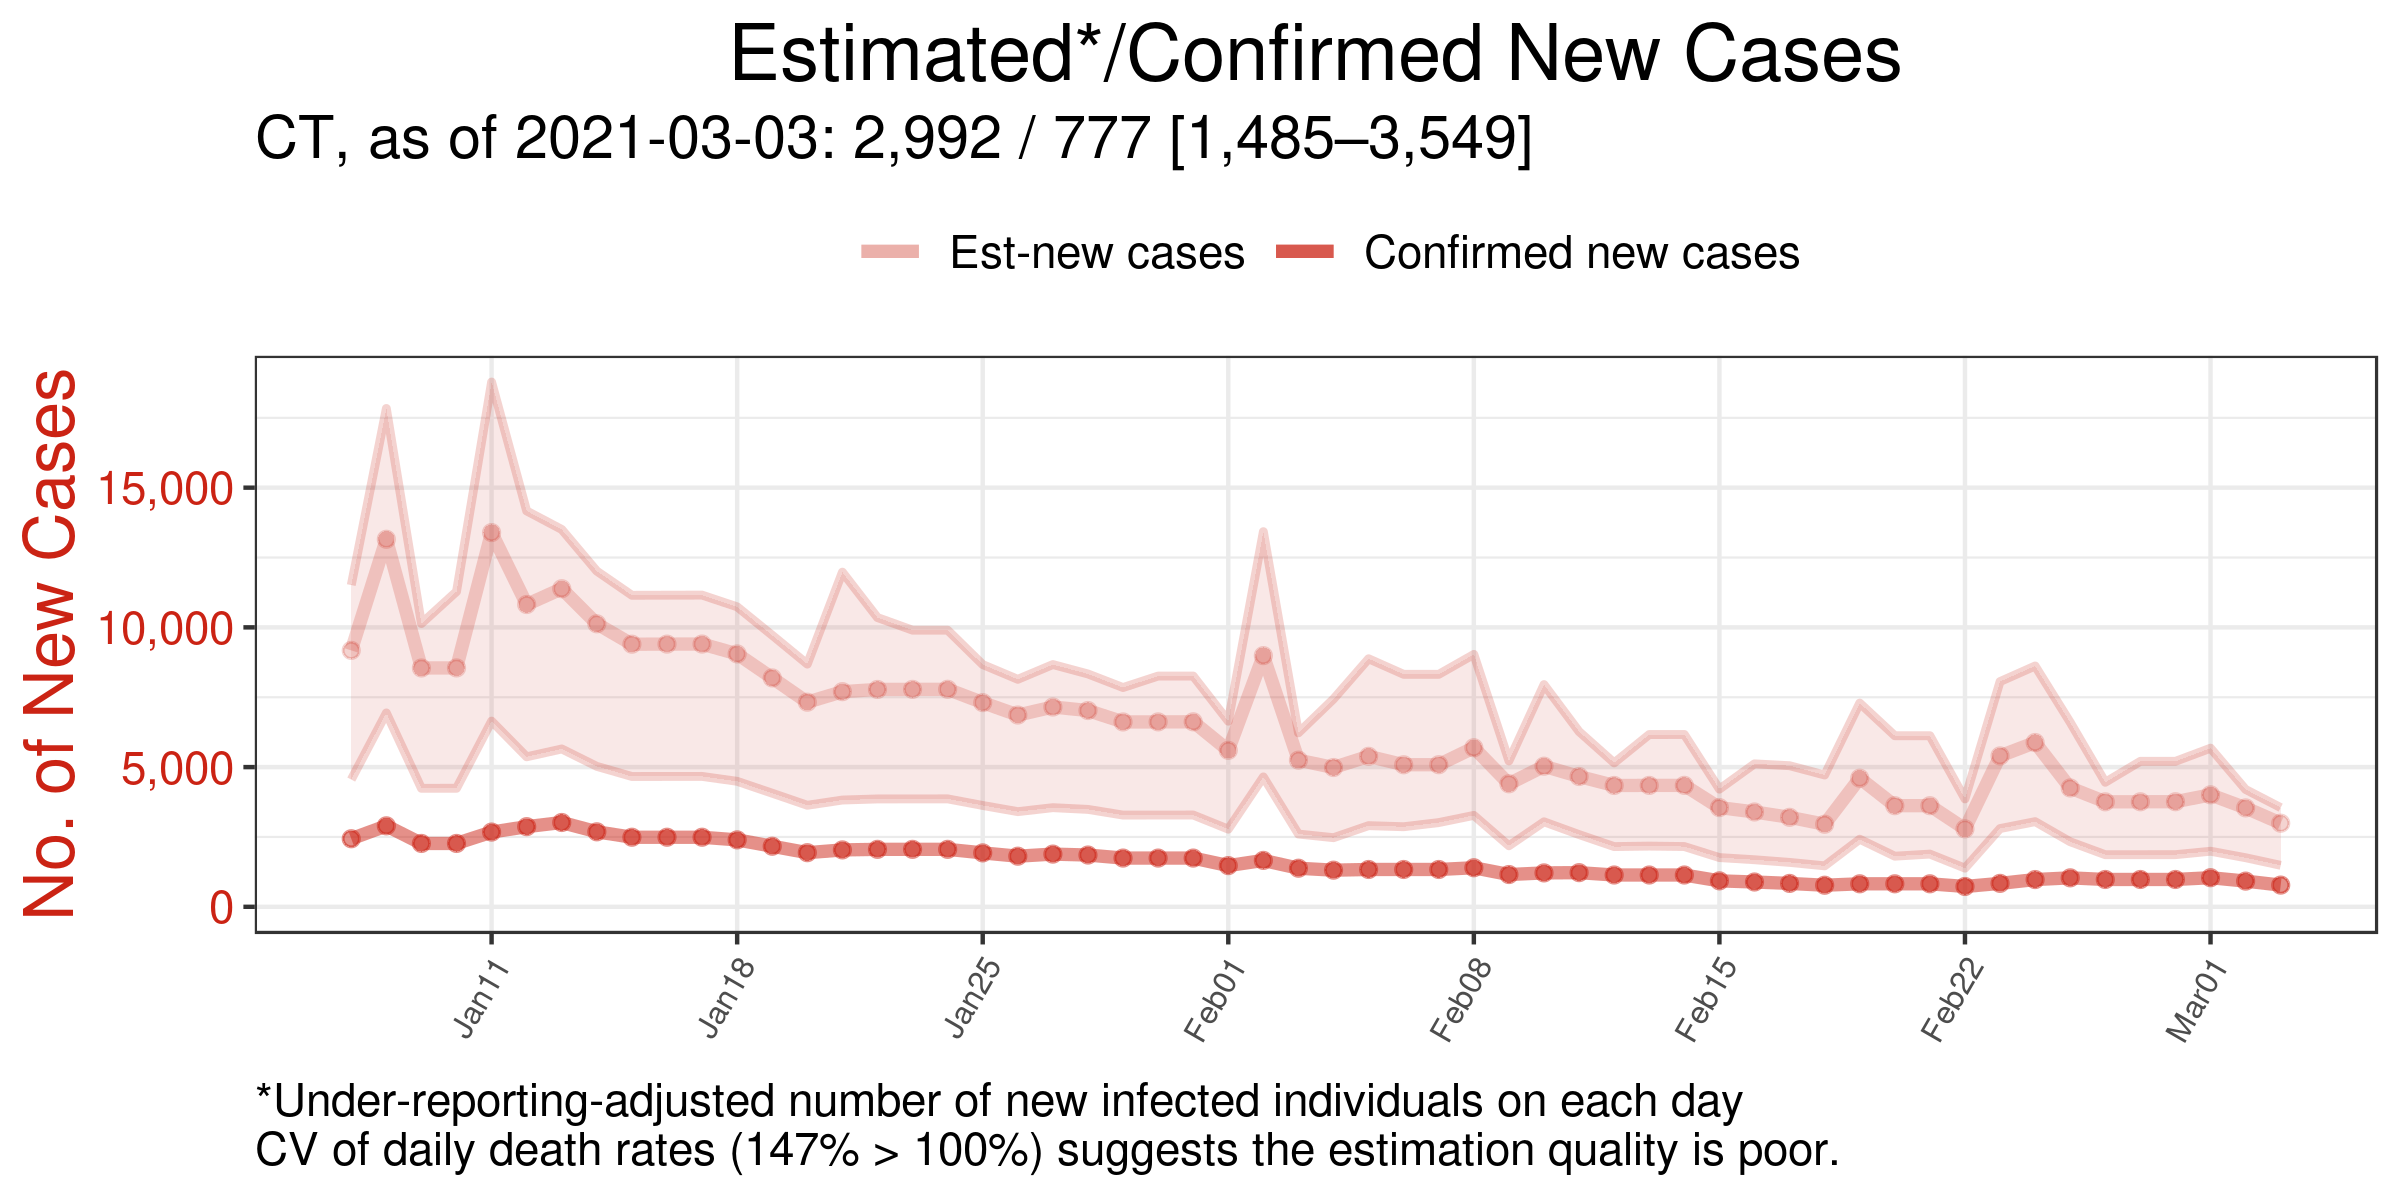 Estimated*/Confirmed New Cases
CT, as of 2021-03-03: 2,992 / 777 [1,485–3,549]
Est-new cases
Confirmed new cases
No. of New Cases
15,000
10,000
5,000
0
Jan11
Jan18
Jan25
Feb01
Feb08
Feb15
Feb22
Mar01
*Under-reporting-adjusted number of new infected individuals on each day
CV of daily death rates (147% > 100%) suggests the estimation quality is poor.